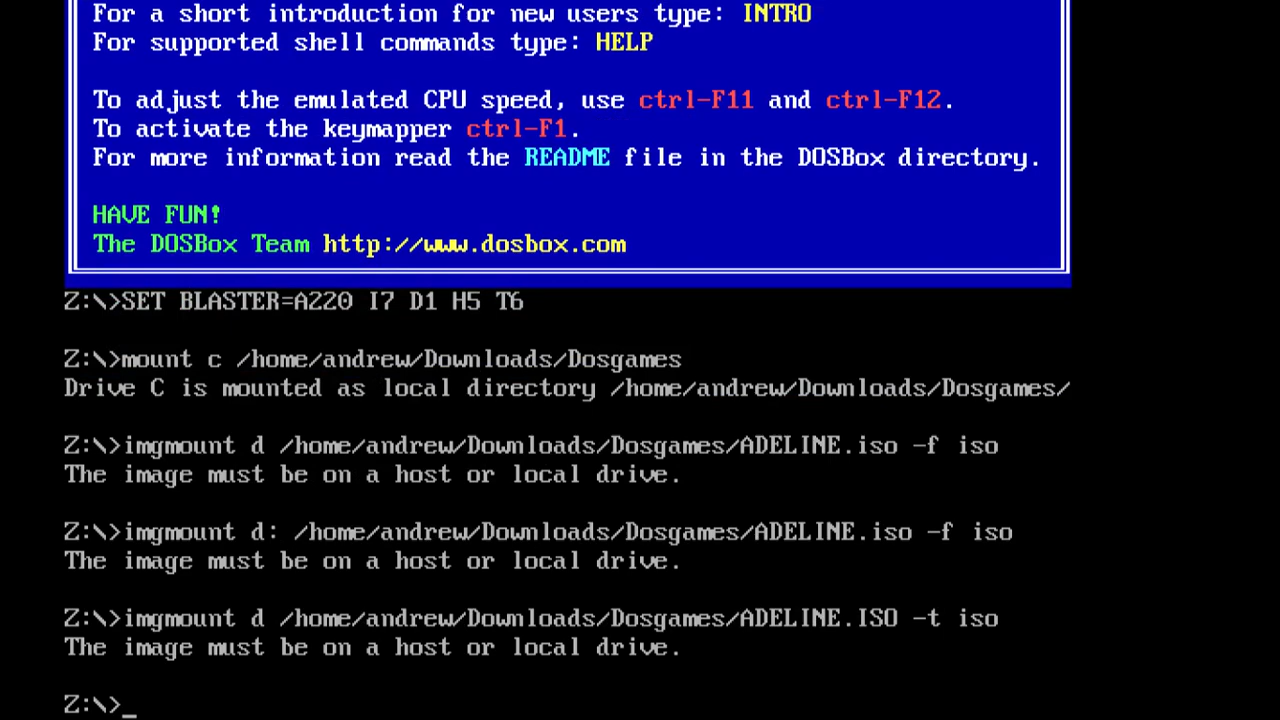 For a short introduction for new users type: INTRO
For supported shell commands type: HELP
To adjust the emulated CPU speed, use ctrl-F11 and ctrl-F12.
To activate the keymapper ctrl-F1.
For more information read the README file in the DOSBox directory.
HAVE FUN!
The DOSBox Team http://www.dosbox.com
Z:\>SET BLASTER=A220 I7 D1 H5 T6
Z:\>mount c /home/andrew/Downloads/Dosgames
Drive C is mounted as local directory /home/andrew/Downloads/Dosgames/
Z:\>imgmount d /home/andrew/Downloads/Dosgames/ADELINE.iso -f iso
The image must be on a host or local drive.
Z:\>imgmount d: /home/andrew/Downloads/Dosgames/ADELINE.iso -f iso
The image must be on a host or local drive.
Z:\>imgmount d /home/andrew/Downloads/Dosgames/ADELINE.ISO -t iso
The image must be on a host or local drive.
Z:\>_